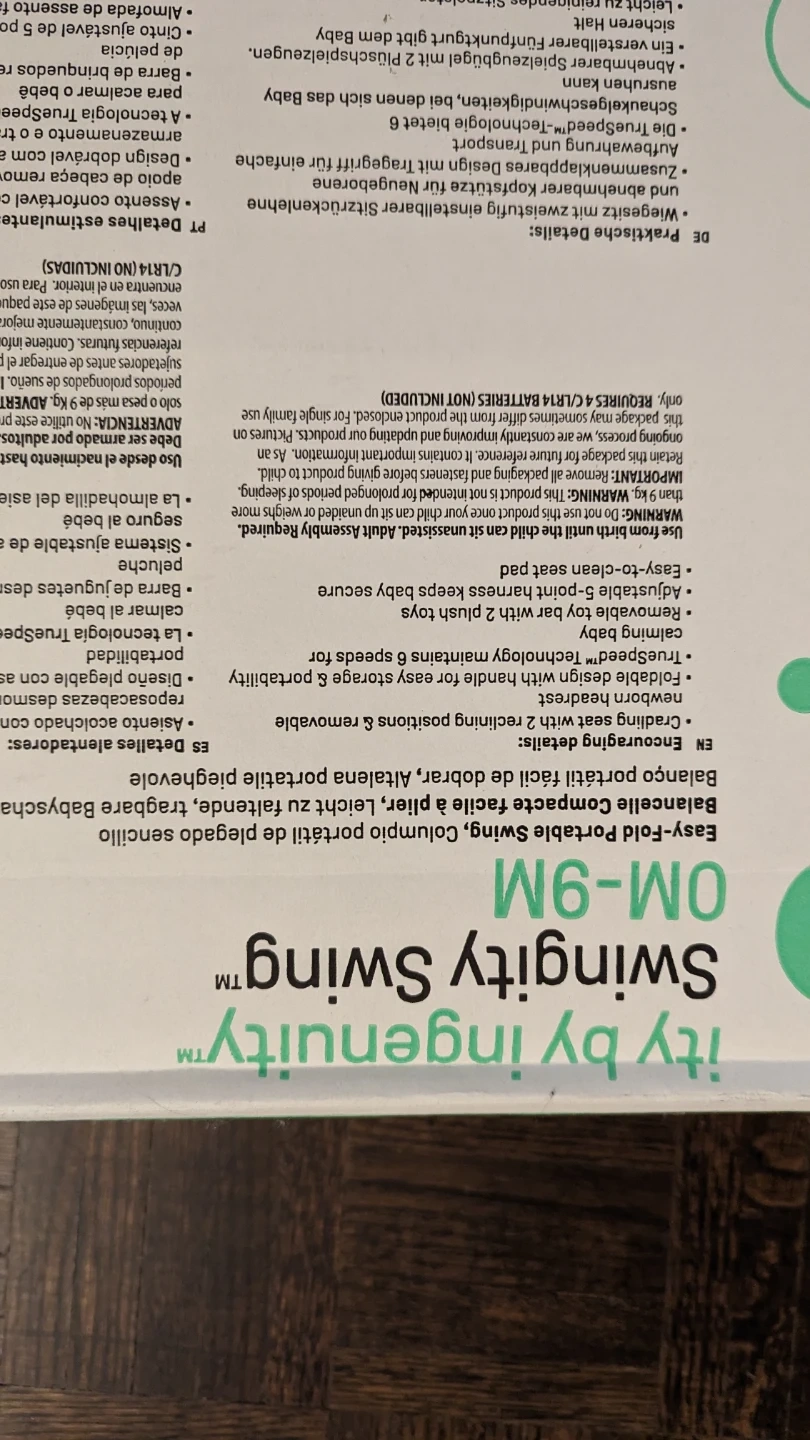 ity by ingenuity™
Swingity Swing™
0M-9M
Easy-Fold Portable Swing, Columpio portátil de plegado sencillo
Balancelle Compacte facile à plier, Leicht zu faltende, tragbare Babyscha
Balanço portátil fácil de dobrar, Altalena portatile pieghevole
EN Encouraging details:
• Cradling seat with 2 reclining positions & removable
newborn headrest
• Foldable design with handle for easy storage & portability
• TrueSpeed™ Technology maintains 6 speeds for
calming baby
• Removable toy bar with 2 plush toys
• Adjustable 5-point harness keeps baby secure
• Easy-to-clean seat pad
Use from birth until the child can sit unassisted. Adult Assembly Required.
WARNING: Do not use this product once your child can sit up unaided or weighs more
than 9 kg. WARNING: This product is not intended for prolonged periods of sleeping.
IMPORTANT: Remove all packaging and fasteners before giving product to child.
Retain this package for future reference. It contains important information. As an
ongoing process, we are constantly improving and updating our products. Pictures on
this package may sometimes differ from the product enclosed. For single family use
only. REQUIRES 4 C/LR14 BATTERIES (NOT INCLUDED)
ES Detalles alentadores:
• Asiento acolchado con
reposacabezas desmon
• Diseño plegable con as
portabilidad
• La tecnología TrueSpee
calmar al bebé
• Barra de juguetes desm
peluche
• Sistema ajustable de a
seguro al bebé
• La almohadilla del asie
Uso desde el nacimiento hast
Debe ser armado por adultos.
ADVERTENCIA: No utilice este pr
solo o pesa más de 9 Kg. ADVERT
periodos prolongados de sueño. I
sujetadores antes de entregar el p
referencias futuras. Contiene infor
continuo, constantemente mejora
veces, las imágenes de este paque
encuentra en el interior. Para uso
C/LR14 (NO INCLUIDAS)
DE Praktische Details:
• Wiegesitz mit zweistufig einstellbarer Sitzrückenlehne
und abnehmbarer Kopfstütze für Neugeborene
• Zusammenklappbares Design mit Tragegriff für einfache
Aufbewahrung und Transport
• Die TrueSpeed™-Technologie bietet 6
Schaukelgeschwindigkeiten, bei denen sich das Baby
ausruhen kann
• Abnehmbarer Spielzeugbügel mit 2 Plüschspielzeugen.
• Ein verstellbarer Fünfpunktgurt gibt dem Baby
sicheren Halt
• Leicht zu reinigendes
PT Detalhes estimulantes
• Assento confortável c
apoio de cabeça remov
• Design dobrável com a
armazenamento e o tra
• A tecnologia TrueSpee
para acalmar o bebê
• Barra de brinquedos re
de pelúcia
• Cinto ajustável de 5 po
• Almofada de assento fá